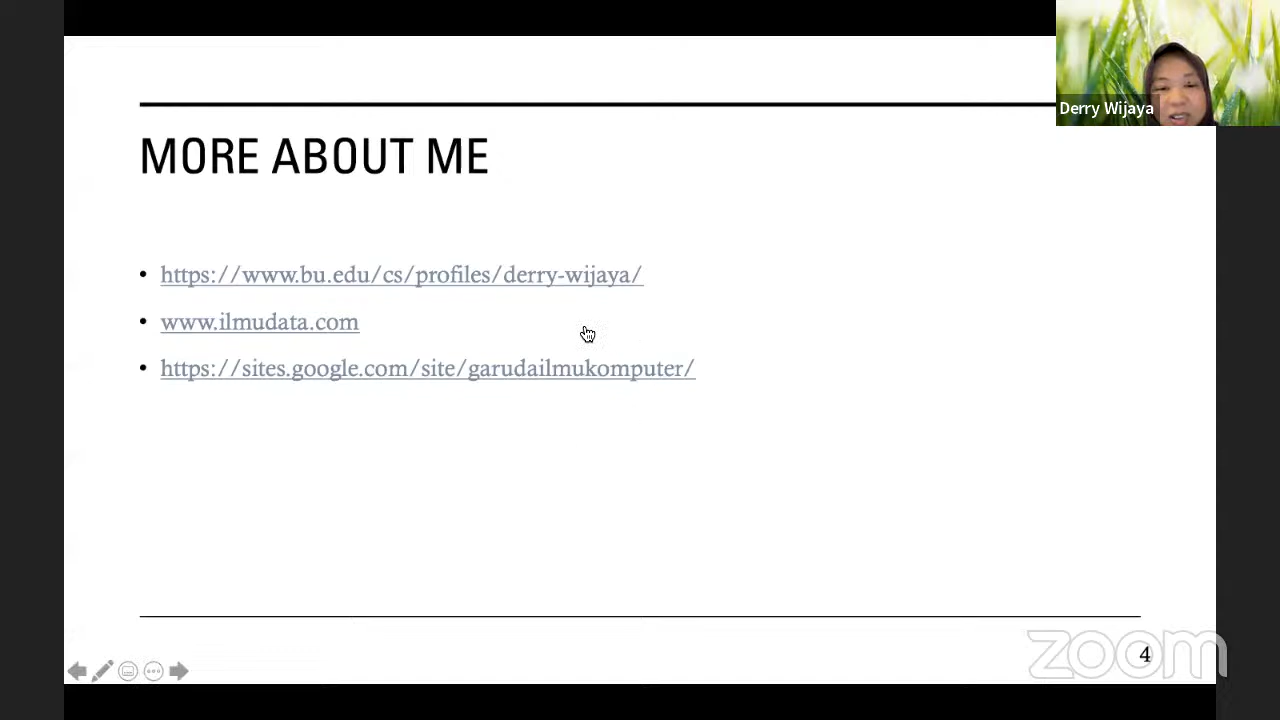 Derry Wijaya
MORE ABOUT ME
• https://www.bu.edu/cs/profiles/derry-wijaya/
• www.ilmudata.com
• https://sites.google.com/site/garudailmukomputer/
zoom
4